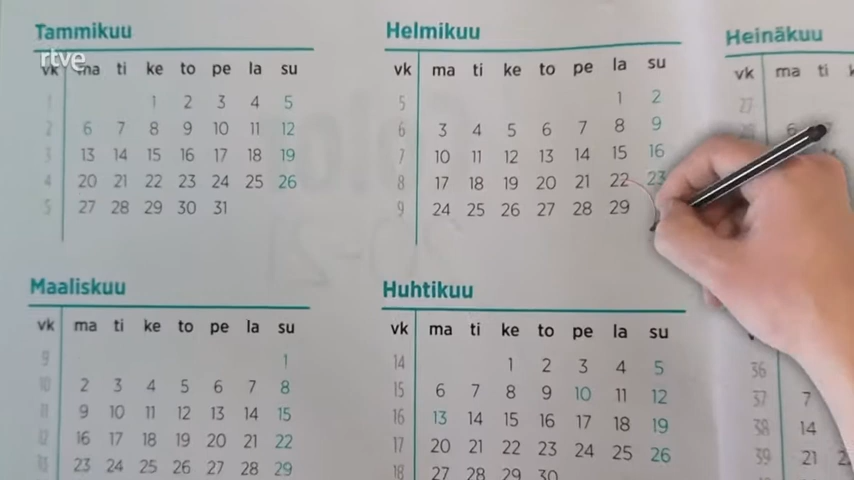 Tammikuu
rtve
vk ma ti ke to pe la su
1 1 2 3 4 5
2 6 7 8 9 10 11 12
3 13 14 15 16 17 18 19
4 20 21 22 23 24 25 26
5 27 28 29 30 31
Helmikuu
vk ma ti ke to pe la su
5 1 2
6 3 4 5 6 7 8 9
7 10 11 12 13 14 15 16
8 17 18 19 20 21 22 23
9 24 25 26 27 28 29
Heinäkuu
vk ma ti
27
6
Maaliskuu
vk ma ti ke to pe la su
9 1
10 2 3 4 5 6 7 8
11 9 10 11 12 13 14 15
12 16 17 18 19 20 21 22
13 23 24 25 26 27 28 29
Huhtikuu
vk ma ti ke to pe la su
14 1 2 3 4 5
15 6 7 8 9 10 11 12
16 13 14 15 16 17 18 19
17 20 21 22 23 24 25 26
18 27 28 29 30
36
37 7
38 14
39 21